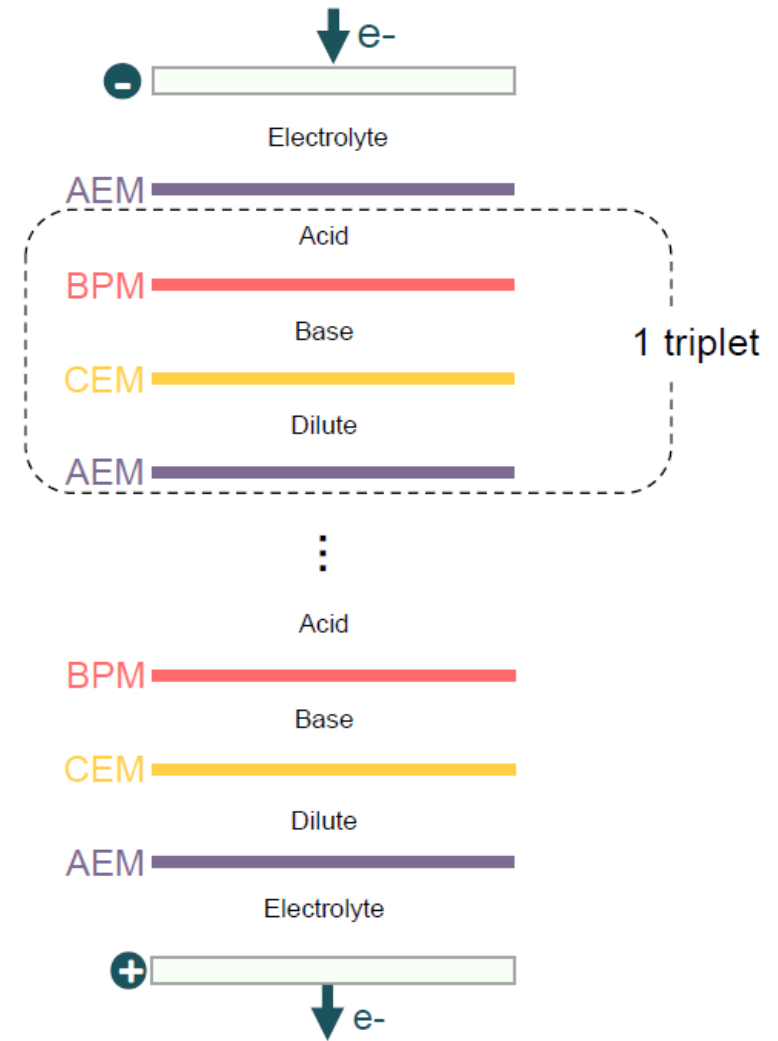 e-
-
Electrolyte
AEM
Acid
BPM
Base
1 triplet
CEM
Dilute
AEM
⋮
Acid
BPM
Base
CEM
Dilute
AEM
Electrolyte
+
e-